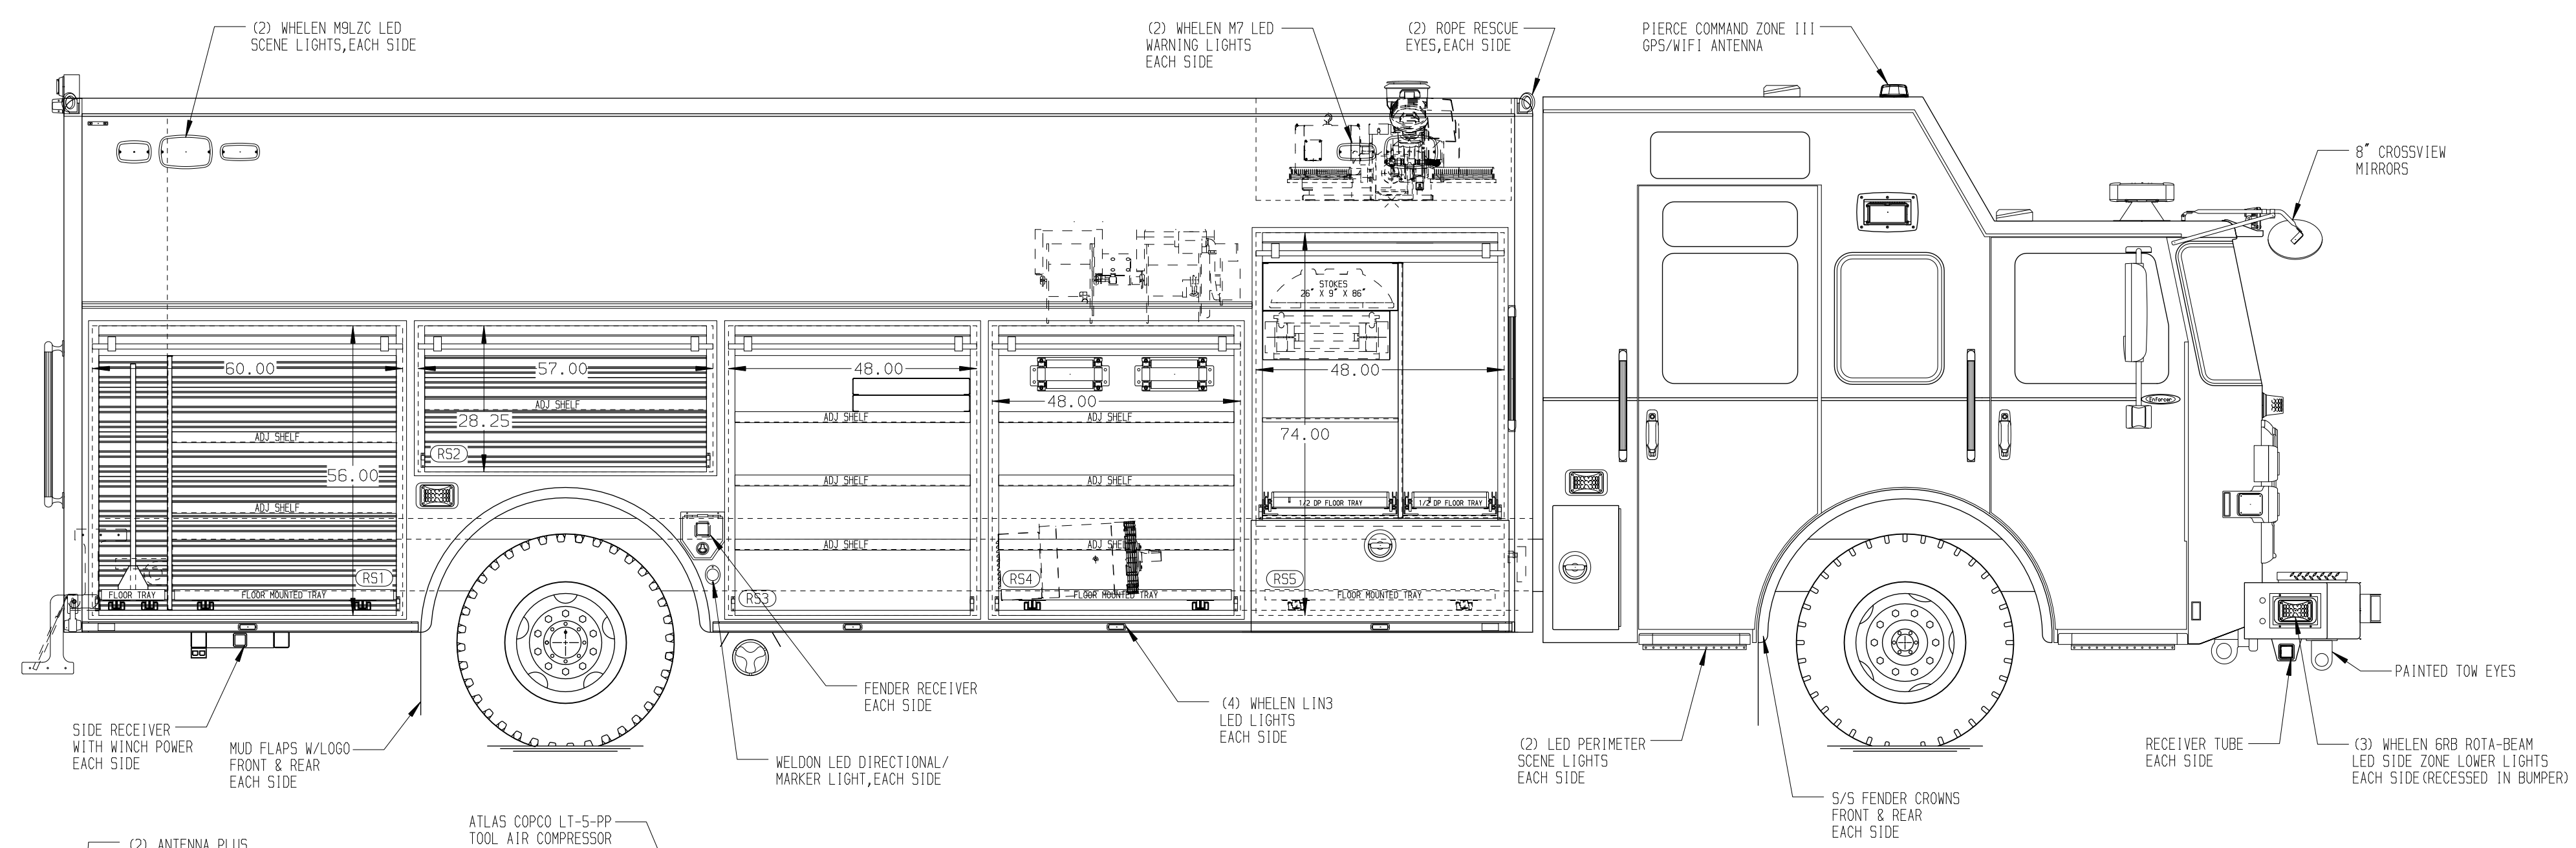 (2) WHELEN M9LZC LED
SCENE LIGHTS,EACH SIDE
(2) WHELEN M7 LED
WARNING LIGHTS
EACH SIDE
(2) ROPE RESCUE
EYES,EACH SIDE
PIERCE COMMAND ZONE III
GPS/WIFI ANTENNA
8" CROSSVIEW
MIRRORS
STOKES
26" X 9" X 86"
60.00
57.00
48.00
48.00
48.00
ADJ SHELF
28.25
ADJ SHELF
ADJ SHELF
Enforcer
74.00
ADJ SHELF
RS2
56.00
ADJ SHELF
ADJ SHELF
ADJ SHELF
1/2 DP FLOOR TRAY
1/2 DP FLOOR TRAY
ADJ SHELF
ADJ SHELF
RS1
RS4
RS5
FLOOR TRAY
FLOOR MOUNTED TRAY
RS3
FLOOR MOUNTED TRAY
FLOOR MOUNTED TRAY
PAINTED TOW EYES
FENDER RECEIVER
EACH SIDE
(4) WHELEN LIN3
LED LIGHTS
EACH SIDE
SIDE RECEIVER
WITH WINCH POWER
EACH SIDE
MUD FLAPS W/LOGO
FRONT & REAR
EACH SIDE
WELDON LED DIRECTIONAL/
MARKER LIGHT,EACH SIDE
(2) LED PERIMETER
SCENE LIGHTS
EACH SIDE
RECEIVER TUBE
EACH SIDE
(3) WHELEN 6RB ROTA-BEAM
LED SIDE ZONE LOWER LIGHTS
EACH SIDE(RECESSED IN BUMPER)
S/S FENDER CROWNS
FRONT & REAR
EACH SIDE
ATLAS COPCO LT-5-PP
TOOL AIR COMPRESSOR
(2) ANTENNA PLUS